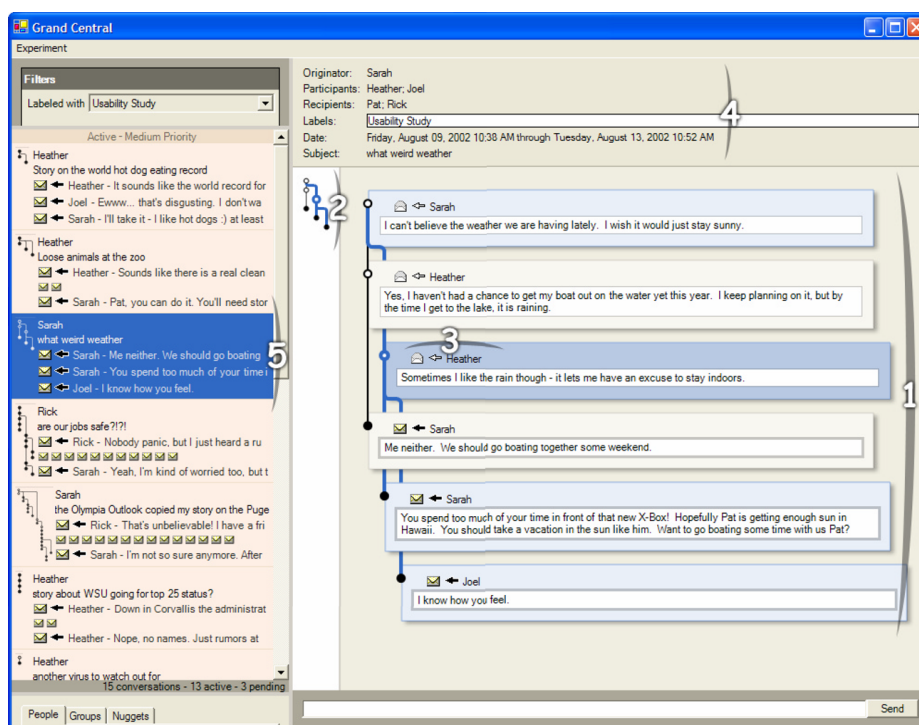 Grand Central
Experiment
Filters
Labeled with Usability Study
Active - Medium Priority
Heather
Story on the world hot dog eating record
Heather - It sounds like the world record for
Joel - Ewww... that's disgusting. I don't wa
Sarah - I'll take it - I like hot dogs :) at least
Heather
Loose animals at the zoo
Heather - Sounds like there is a real clean
Sarah - Pat, you can do it. You'll need stor
Sarah
what weird weather
Sarah - Me neither. We should go boating
Sarah - You spend too much of your time i
Joel - I know how you feel.
5
Rick
are our jobs safe?!?!
Rick - Nobody panic, but I just heard a ru
Sarah - Yeah, I'm kind of worried too, but t
Sarah
the Olympia Outlook copied my story on the Puge
Rick - That's unbelievable! I have a fri
Sarah - I'm not so sure anymore. After
Heather
story about WSU going for top 25 status?
Heather - Down in Corvallis the administrat
Heather - Nope, no names. Just rumors at
Heather
another virus to watch out for
15 conversations - 13 active - 3 pending
People Groups Nuggets
Originator: Sarah
Participants: Heather; Joel
Recipients: Pat; Rick
Labels: Usability Study
Date: Friday, August 09, 2002 10:38 AM through Tuesday, August 13, 2002 10:52 AM
Subject: what weird weather
4
2
Sarah
I can't believe the weather we are having lately. I wish it would just stay sunny.
Heather
Yes, I haven't had a chance to get my boat out on the water yet this year. I keep planning on it, but by
the time I get to the lake, it is raining.
3
Heather
Sometimes I like the rain though - it lets me have an excuse to stay indoors.
1
Sarah
Me neither. We should go boating together some weekend.
Sarah
You spend too much of your time in front of that new X-Box! Hopefully Pat is getting enough sun in
Hawaii. You should take a vacation in the sun like him. Want to go boating some time with us Pat?
Joel
I know how you feel.
Send